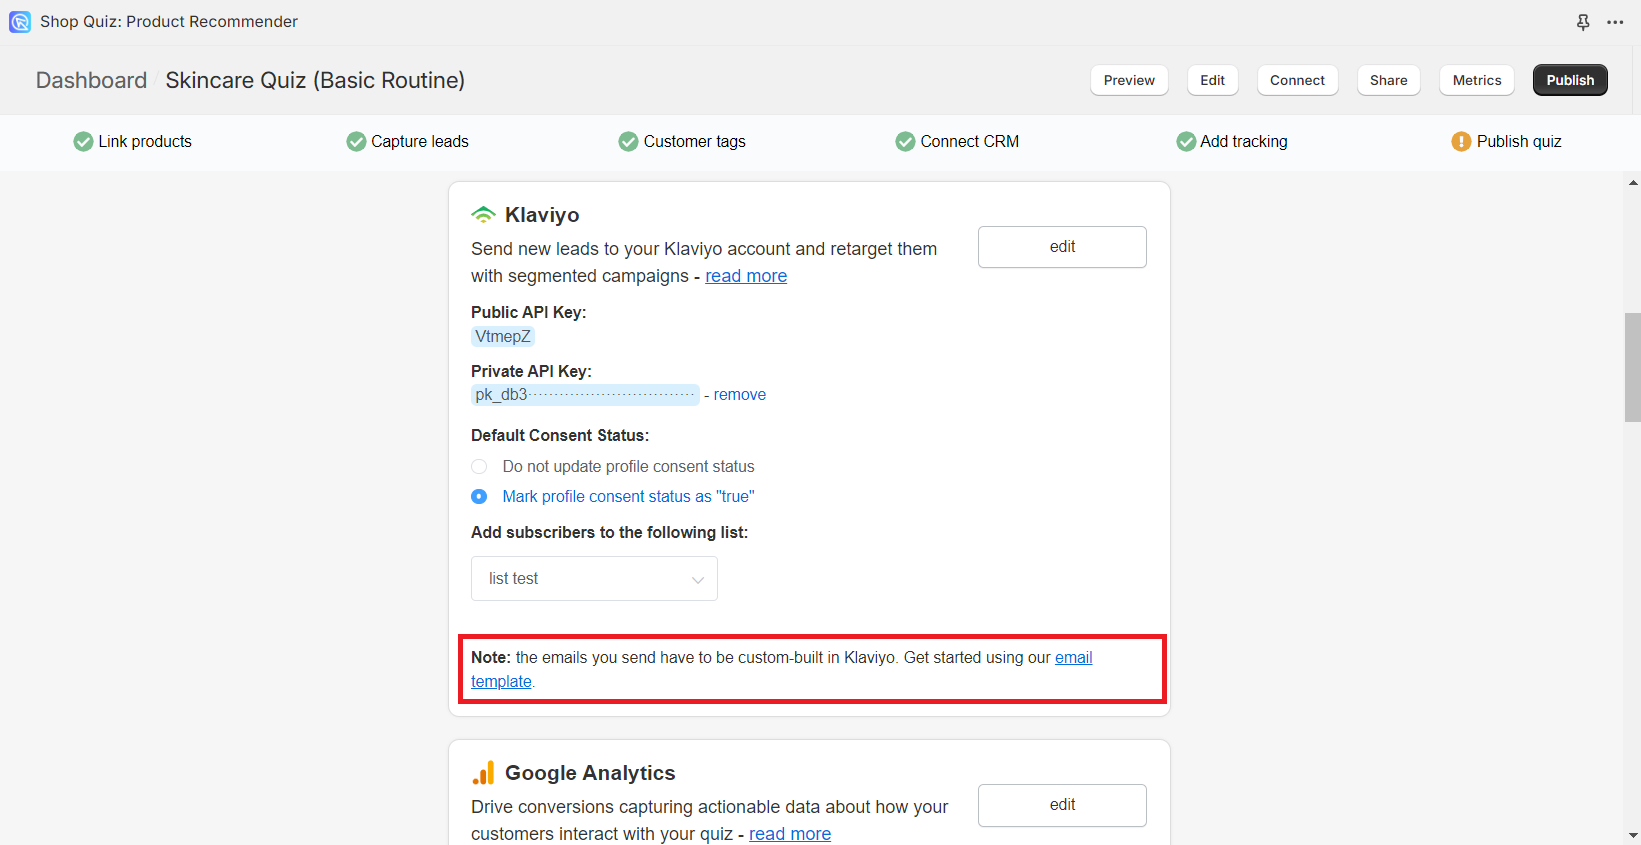 Shop Quiz: Product Recommender
Dashboard Skincare Quiz (Basic Routine)
Preview Edit Connect Share Metrics Publish
Link products Capture leads Customer tags Connect CRM Add tracking Publish quiz
Klaviyo
Send new leads to your Klaviyo account and retarget them
with segmented campaigns - read more
edit
Public API Key:
VtmepZ
Private API Key:
pk_db3································ - remove
Default Consent Status:
Do not update profile consent status
Mark profile consent status as "true"
Add subscribers to the following list:
list test
Note: the emails you send have to be custom-built in Klaviyo. Get started using our email
template.
Google Analytics
Drive conversions capturing actionable data about how your
customers interact with your quiz - read more
edit